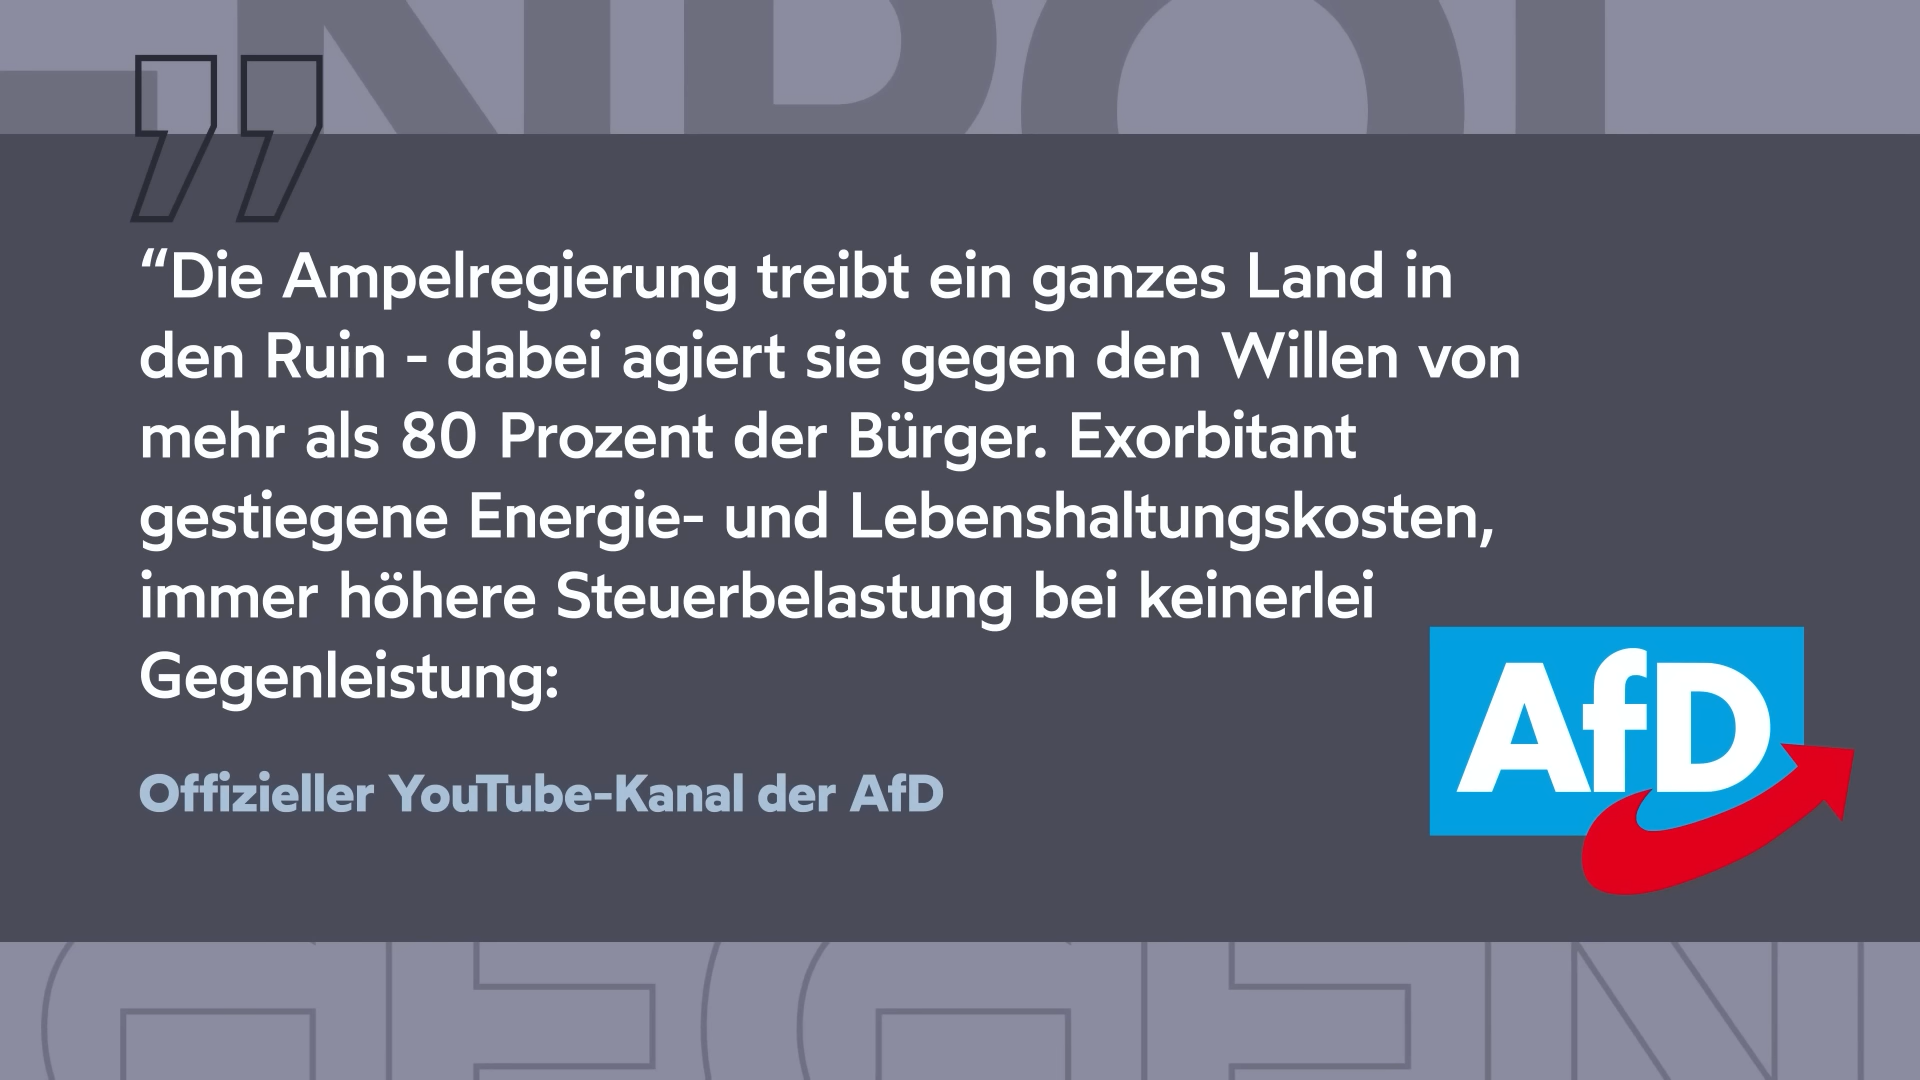 “Die Ampelregierung treibt ein ganzes Land in
den Ruin - dabei agiert sie gegen den Willen von
mehr als 80 Prozent der Bürger. Exorbitant
gestiegene Energie- und Lebenshaltungskosten,
immer höhere Steuerbelastung bei keinerlei
Gegenleistung:
Offizieller YouTube-Kanal der AfD
AfD
GEGEN